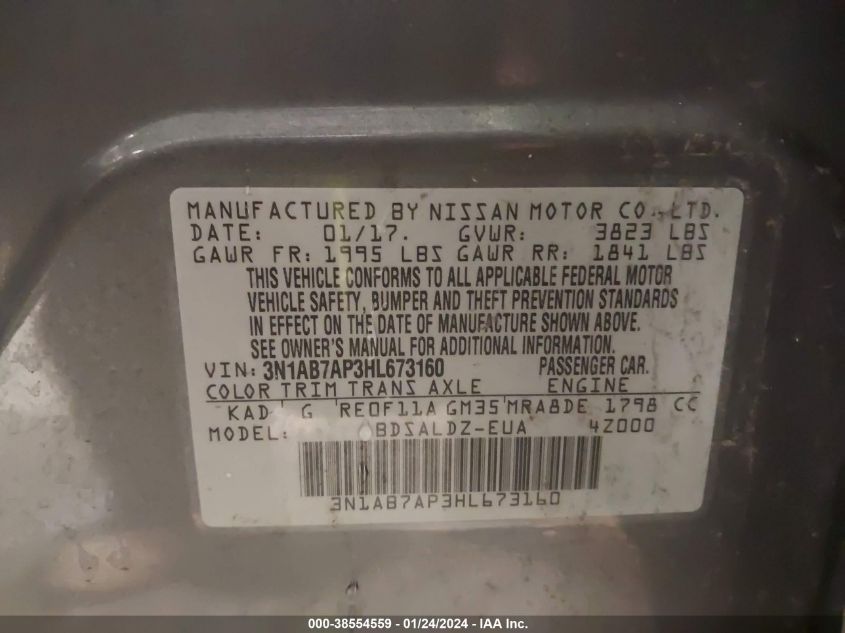 MANUFACTURED BY NISSAN MOTOR CO., LTD.
DATE: 01/17. GVWR: 3823 LBS
GAWR FR: 1995 LBS GAWR RR: 1841 LBS
THIS VEHICLE CONFORMS TO ALL APPLICABLE FEDERAL MOTOR
VEHICLE SAFETY, BUMPER AND THEFT PREVENTION STANDARDS
IN EFFECT ON THE DATE OF MANUFACTURE SHOWN ABOVE.
SEE OWNER'S MANUAL FOR ADDITIONAL INFORMATION.
VIN: 3N1AB7AP3HL673160 PASSENGER CAR.
COLOR TRIM TRANS AXLE ENGINE
KAD G RE0F11A GM35 MRA8DE 1798 CC
MODEL: BDSALDZ-EUA 4Z000
3N1AB7AP3HL673160
000-38554559 - 01/24/2024 - IAA Inc.